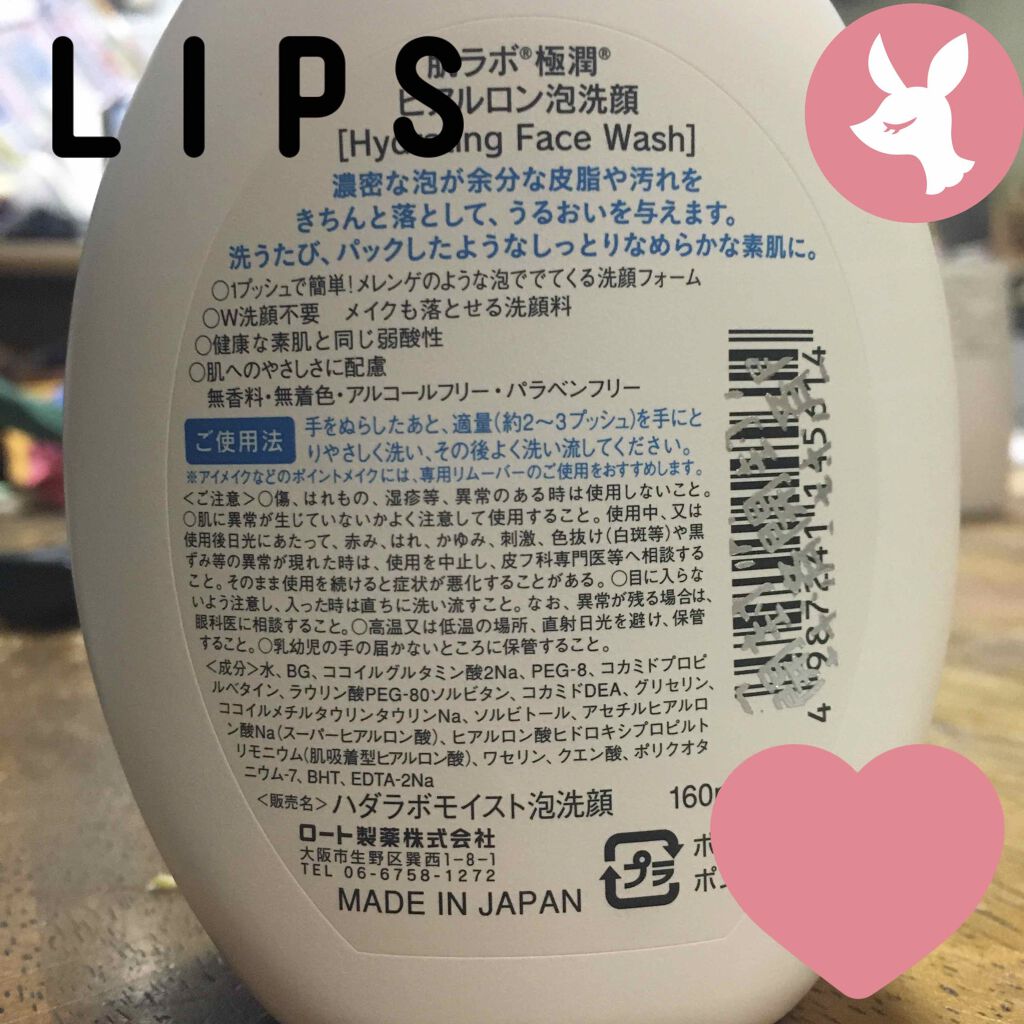 LIPS
肌ラボ®極潤®
ヒアルロン泡洗顔
[Hydrating Face Wash]
濃密な泡が余分な皮脂や汚れを
きちんと落として、うるおいを与えます。
洗うたび、パックしたようなしっとりなめらかな素肌に。
○1プッシュで簡単!メレンゲのような泡ででてくる洗顔フォーム
○W洗顔不要 メイクも落とせる洗顔料
○健康な素肌と同じ弱酸性
○肌へのやさしさに配慮
無香料・無着色・アルコールフリー・パラベンフリー
ご使用法
手をぬらしたあと、適量(約2〜3プッシュ)を手にと
りやさしく洗い、その後よく洗い流してください。
※アイメイクなどのポイントメイクには、専用リムーバーのご使用をおすすめします。
<ご注意>○傷、はれもの、湿疹等、異常のある時は使用しないこと。
○肌に異常が生じていないかよく注意して使用すること。使用中、又は
使用後日光にあたって、赤み、はれ、かゆみ、刺激、色抜け(白斑等)や黒
ずみ等の異常が現れた時は、使用を中止し、皮フ科専門医等へ相談する
こと。そのまま使用を続けると症状が悪化することがある。○目に入らな
いよう注意し、入った時は直ちに洗い流すこと。なお、異常が残る場合は、
眼科医に相談すること。○高温又は低温の場所、直射日光を避け、保管
すること。○乳幼児の手の届かないところに保管すること。
<成分>水、BG、ココイルグルタミン酸2Na、PEG-8、コカミドプロピ
ルベタイン、ラウリン酸PEG-80ソルビタン、コカミドDEA、グリセリン、
ココイルメチルタウリンタウリンNa、ソルビトール、アセチルヒアルロ
ン酸Na(スーパーヒアルロン酸)、ヒアルロン酸ヒドロキシプロピルト
リモニウム(肌吸着型ヒアルロン酸)、ワセリン、クエン酸、ポリクオタ
ニウム-7、BHT、EDTA-2Na
<販売名>ハダラボモイスト泡洗顔 160
ロート製薬株式会社
大阪市生野区巽西1-8-1
TEL 06-6758-1272
MADE IN JAPAN
プラ